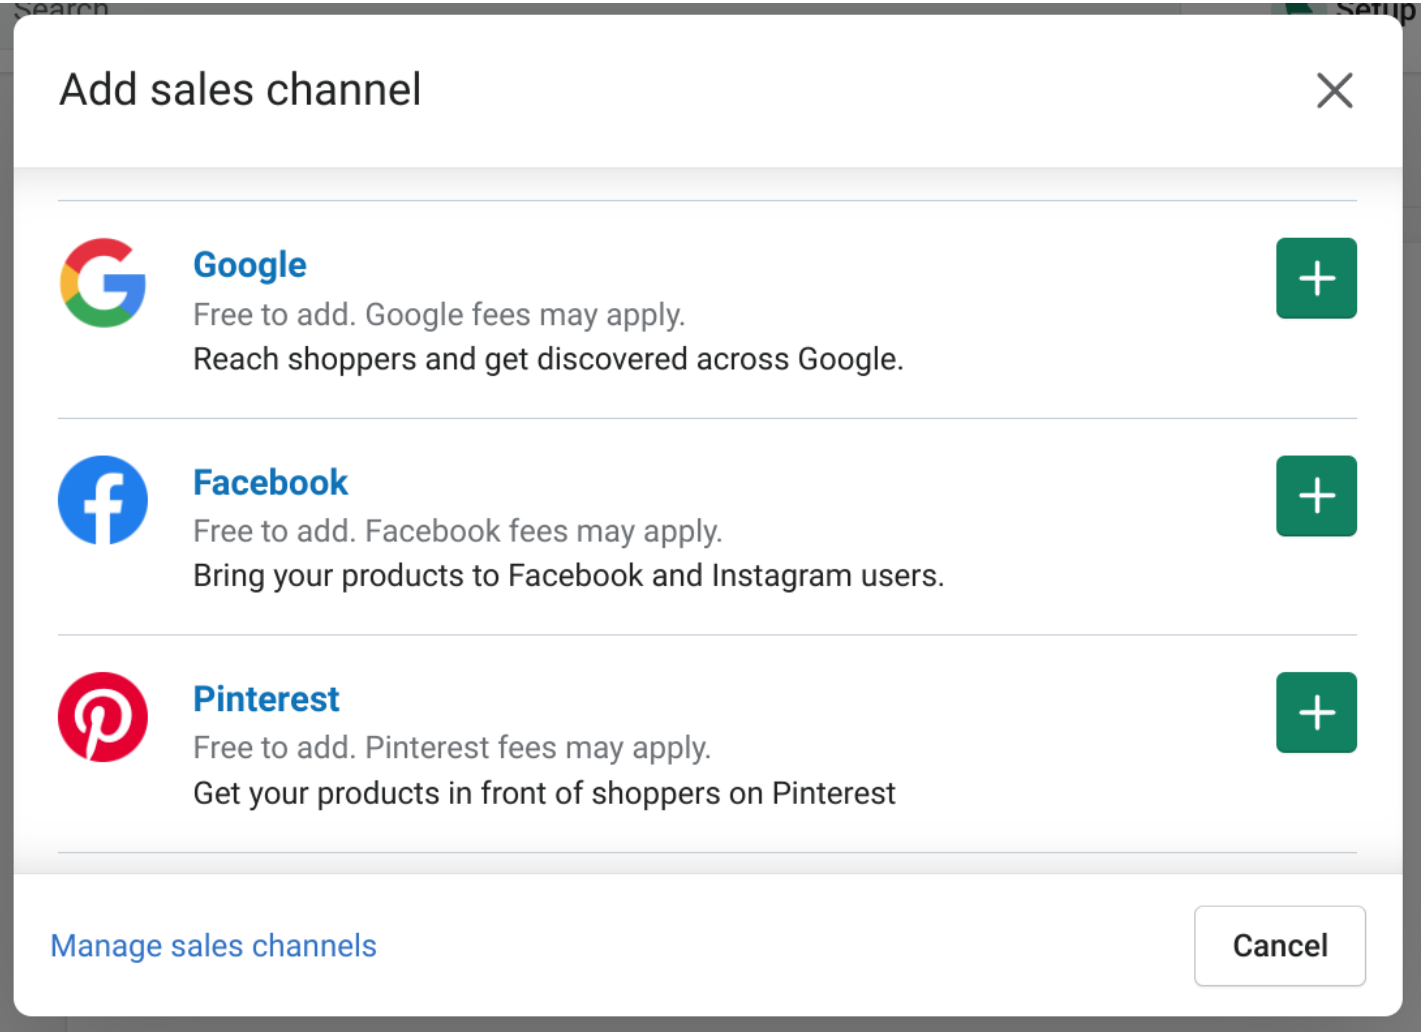 Search
Setup
Add sales channel
Google
Free to add. Google fees may apply.
Reach shoppers and get discovered across Google.
Facebook
Free to add. Facebook fees may apply.
Bring your products to Facebook and Instagram users.
Pinterest
Free to add. Pinterest fees may apply.
Get your products in front of shoppers on Pinterest
Manage sales channels
Cancel